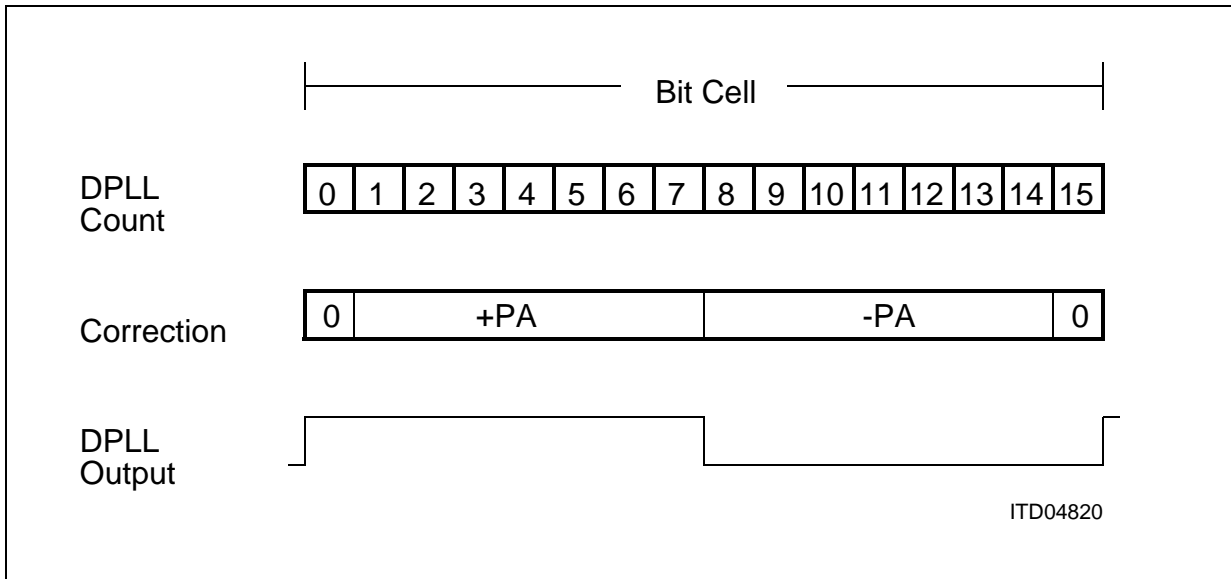 Bit Cell
DPLL
Count
0 1 2 3 4 5 6 7 8 9 10 11 12 13 14 15
Correction
0 +PA -PA 0
DPLL
Output
ITD04820